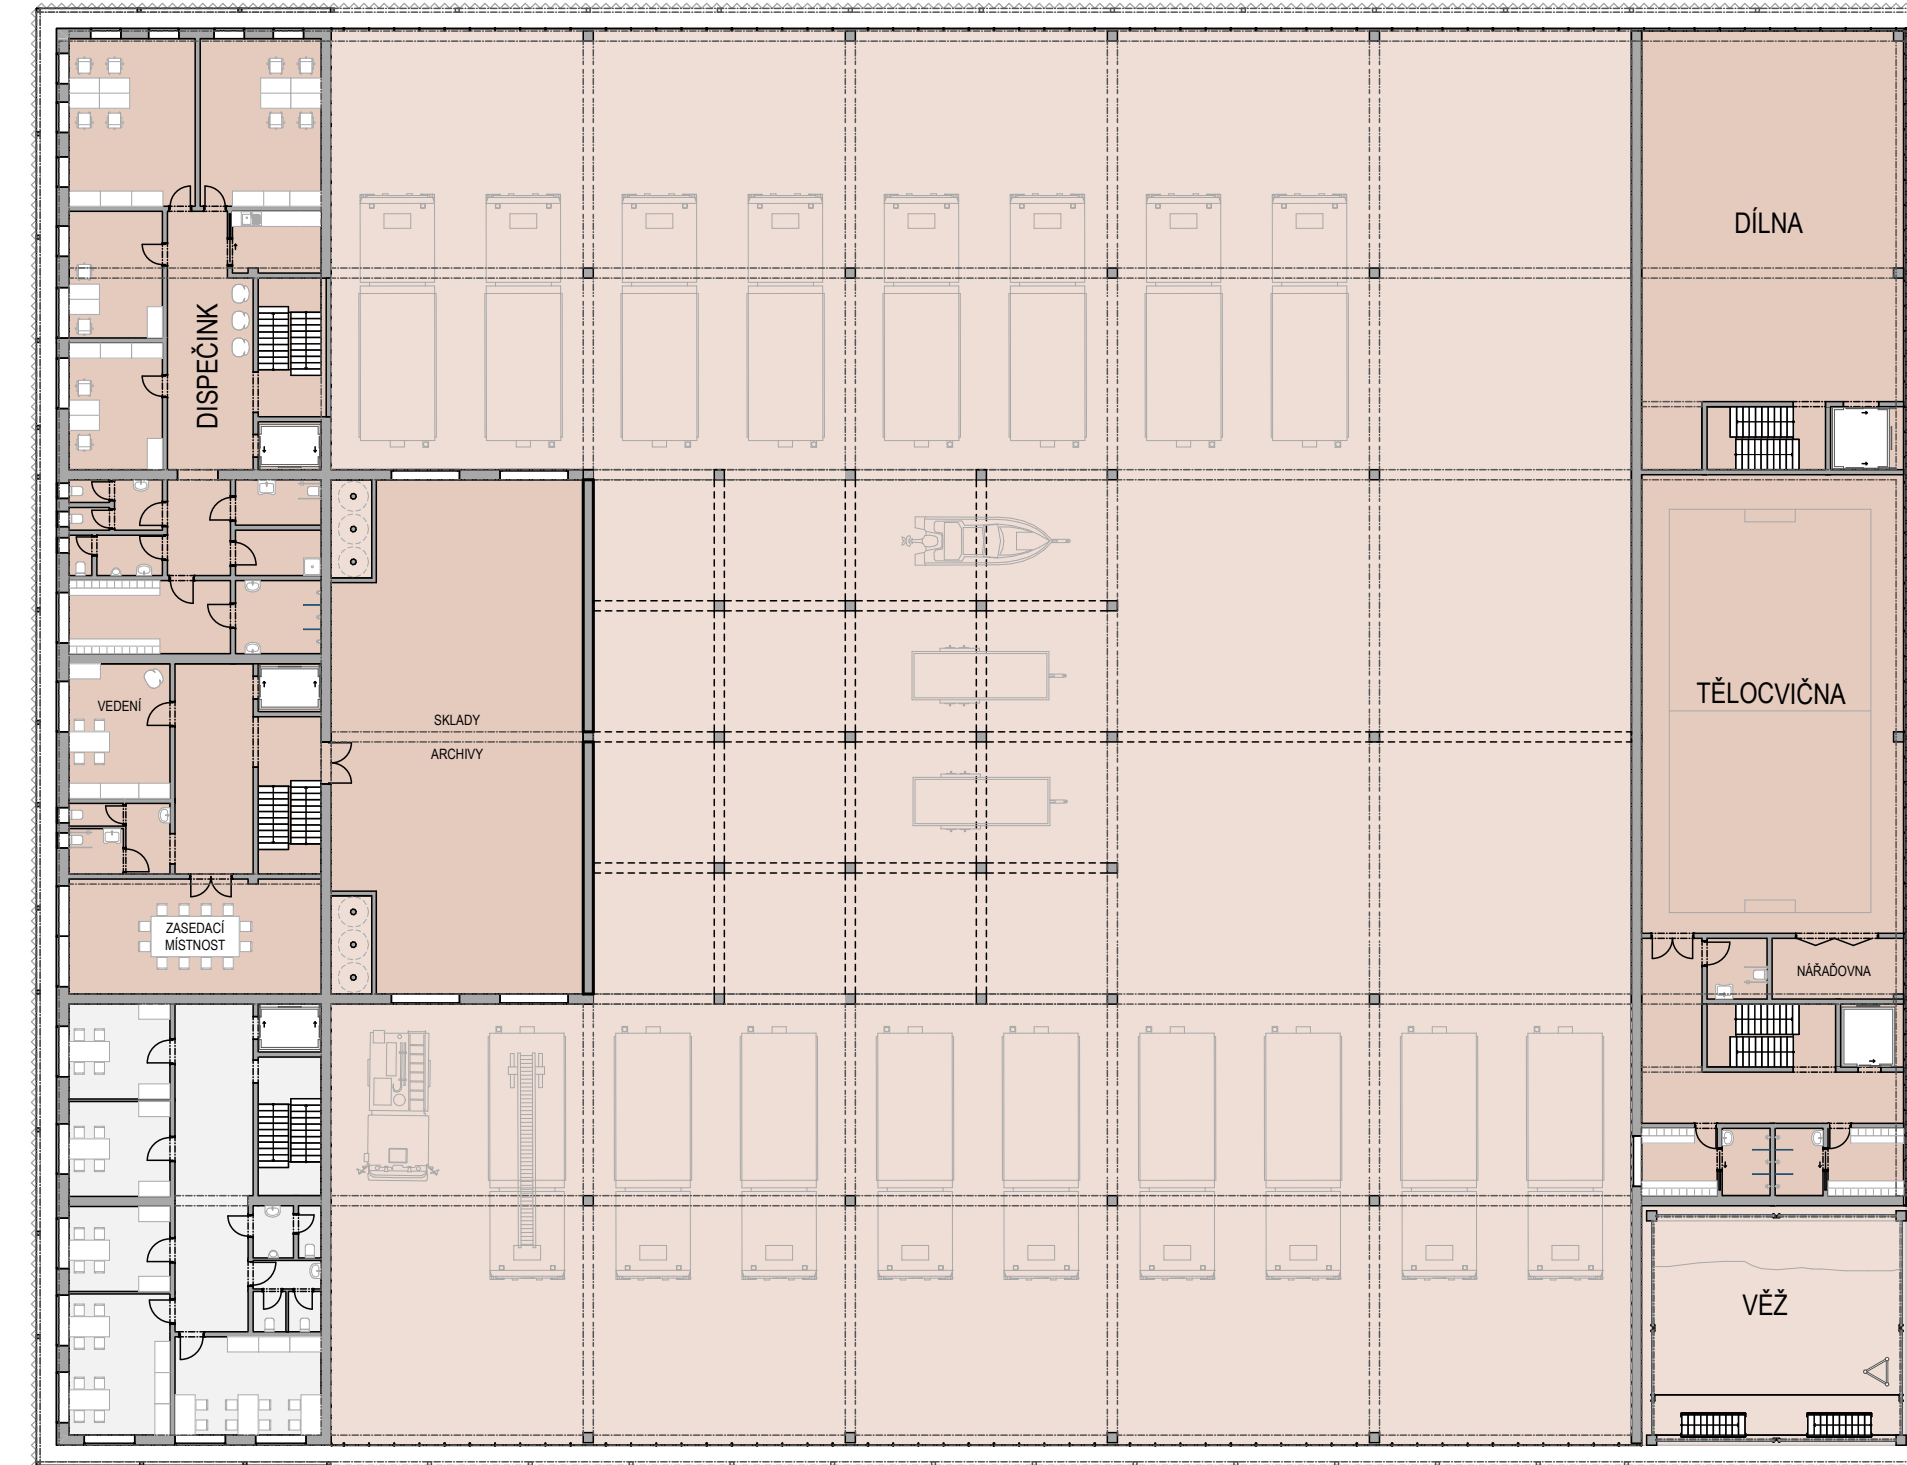 DÍLNA
DISPEČINK
TĚLOCVIČNA
VEDENÍ
SKLADY
ARCHIVY
ZASEDACÍ
MÍSTNOST
NÁŘAĎOVNA
VĚŽ